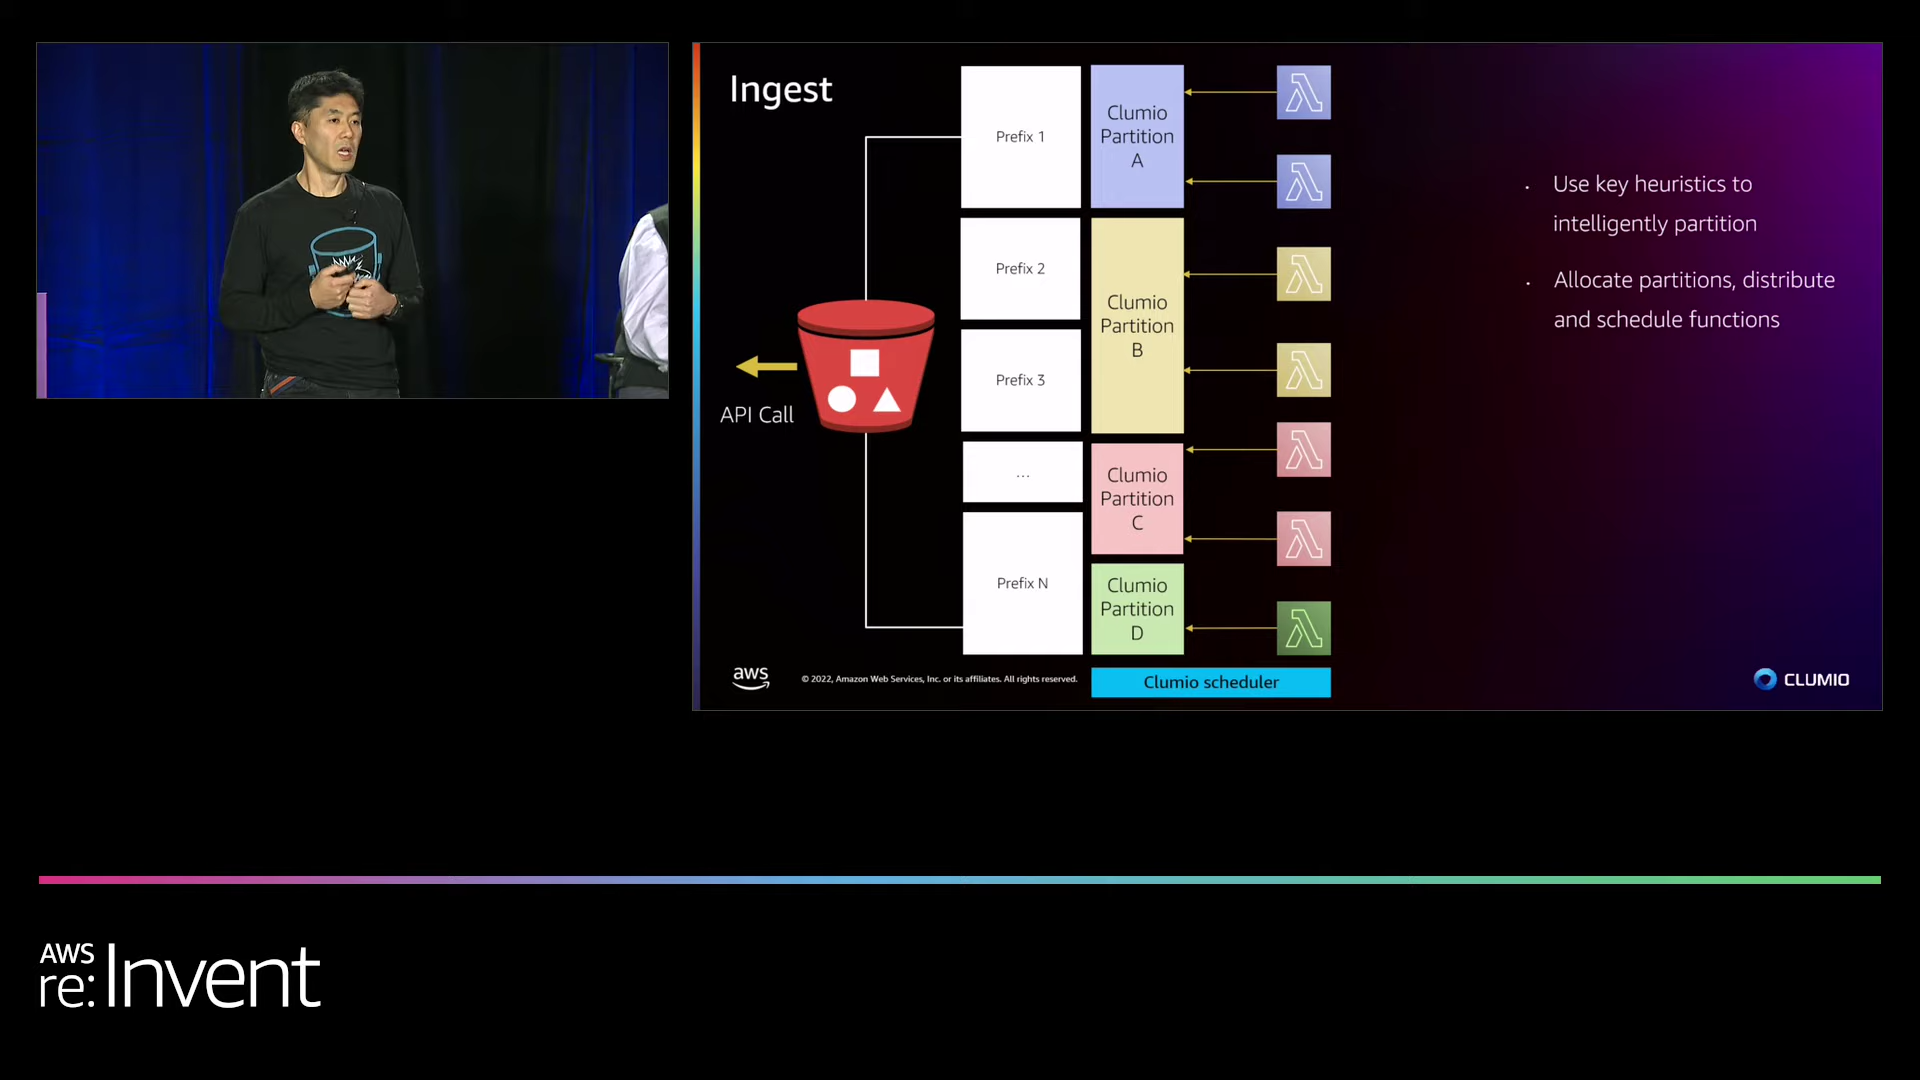 Ingest
Prefix 1
Prefix 2
Prefix 3
...
Prefix N
Clumio
Partition
A
Clumio
Partition
B
Clumio
Partition
C
Clumio
Partition
D
API Call
• Use key heuristics to
intelligently partition
• Allocate partitions, distribute
and schedule functions
aws
© 2022, Amazon Web Services, Inc. or its affiliates. All rights reserved.
Clumio scheduler
CLUMIO
AWS
re:Invent